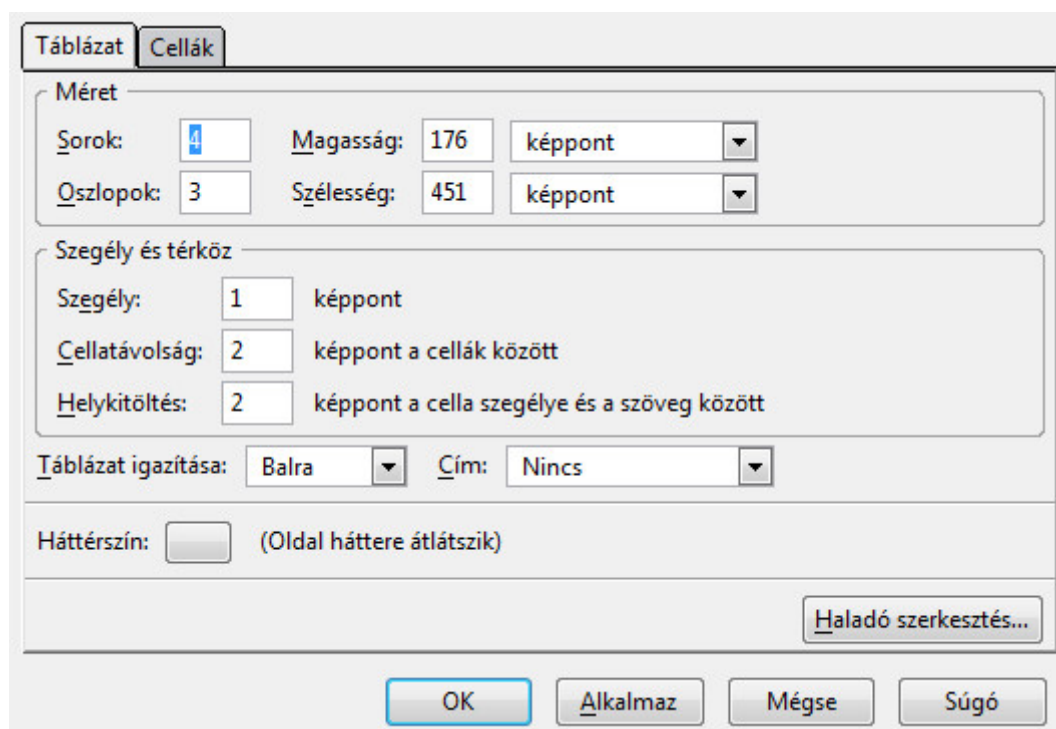 Táblázat Cellák
Méret
Sorok: 4 Magasság: 176 képpont
Oszlopok: 3 Szélesség: 451 képpont
Szegély és térköz
Szegély: 1 képpont
Cellatávolság: 2 képpont a cellák között
Helykitöltés: 2 képpont a cella szegélye és a szöveg között
Táblázat igazítása: Balra Cím: Nincs
Háttérszín: (Oldal háttere átlátszik)
Haladó szerkesztés...
OK Alkalmaz Mégse Súgó